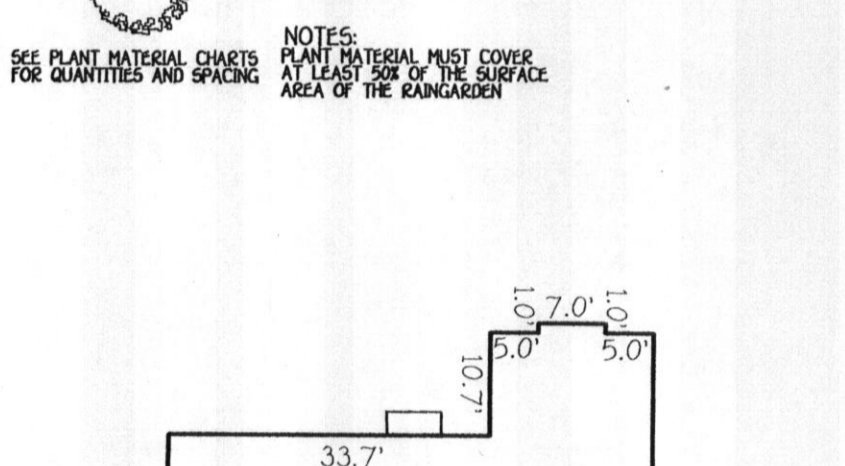 SEE PLANT MATERIAL CHARTS
FOR QUANTITIES AND SPACING
NOTES:
PLANT MATERIAL MUST COVER
AT LEAST 50% OF THE SURFACE
AREA OF THE RAINGARDEN
1.0'
7.0'
1.0'
5.0'
5.0'
10.7'
33.7'